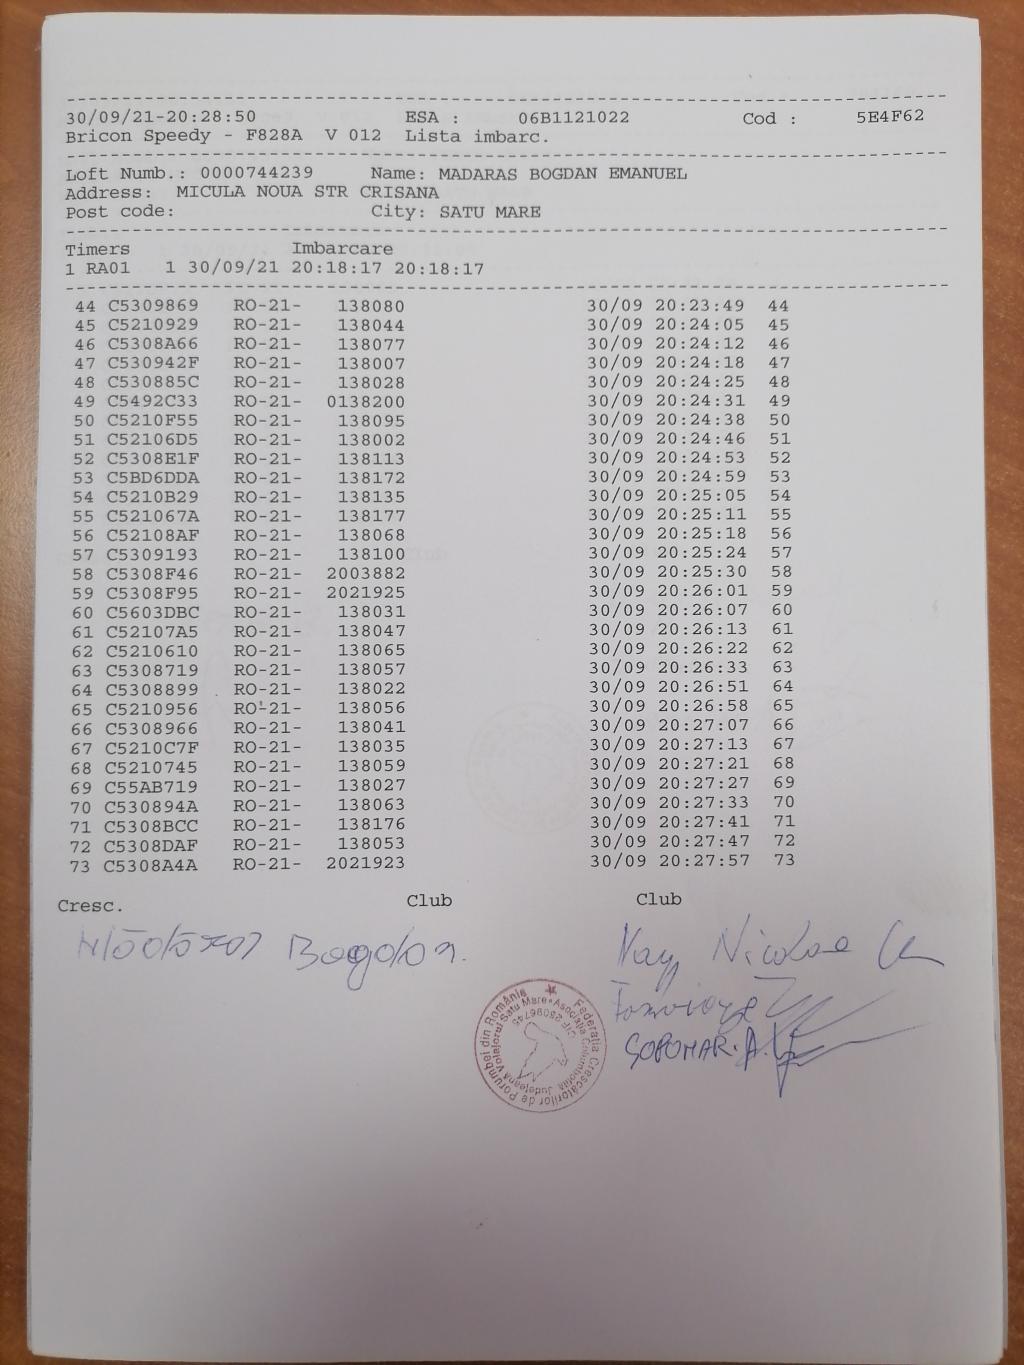 30/09/21-20:28:50 ESA : 06B1121022 Cod : 5E4F62
Bricon Speedy - F828A V 012 Lista imbarc.
Loft Numb.: 0000744239 Name: MADARAS BOGDAN EMANUEL
Address: MICULA NOUA STR CRISANA
Post code: City: SATU MARE
Timers Imbarcare
1 RA01 1 30/09/21 20:18:17 20:18:17
44 C5309869 RO-21- 138080 30/09 20:23:49 44
45 C5210929 RO-21- 138044 30/09 20:24:05 45
46 C5308A66 RO-21- 138077 30/09 20:24:12 46
47 C530942F RO-21- 138007 30/09 20:24:18 47
48 C530885C RO-21- 138028 30/09 20:24:25 48
49 C5492C33 RO-21- 0138200 30/09 20:24:31 49
50 C5210F55 RO-21- 138095 30/09 20:24:38 50
51 C52106D5 RO-21- 138002 30/09 20:24:46 51
52 C5308E1F RO-21- 138113 30/09 20:24:53 52
53 C5BD6DDA RO-21- 138172 30/09 20:24:59 53
54 C5210B29 RO-21- 138135 30/09 20:25:05 54
55 C521067A RO-21- 138177 30/09 20:25:11 55
56 C52108AF RO-21- 138068 30/09 20:25:18 56
57 C5309193 RO-21- 138100 30/09 20:25:24 57
58 C5308F46 RO-21- 2003882 30/09 20:25:30 58
59 C5308F95 RO-21- 2021925 30/09 20:26:01 59
60 C5603DBC RO-21- 138031 30/09 20:26:07 60
61 C52107A5 RO-21- 138047 30/09 20:26:13 61
62 C5210610 RO-21- 138065 30/09 20:26:22 62
63 C5308719 RO-21- 138057 30/09 20:26:33 63
64 C5308899 RO-21- 138022 30/09 20:26:51 64
65 C5210956 RO-21- 138056 30/09 20:26:58 65
66 C5308966 RO-21- 138041 30/09 20:27:07 66
67 C5210C7F RO-21- 138035 30/09 20:27:13 67
68 C5210745 RO-21- 138059 30/09 20:27:21 68
69 C55AB719 RO-21- 138027 30/09 20:27:27 69
70 C530894A RO-21- 138063 30/09 20:27:33 70
71 C5308BCC RO-21- 138176 30/09 20:27:41 71
72 C5308DAF RO-21- 138053 30/09 20:27:47 72
73 C5308A4A RO-21- 2021923 30/09 20:27:57 73
Cresc. Club Club
Bogdan Nicolae
Federația Crescătorilor de Porumbei din România
Asociația Columbofilă Județeană Voiajorul Satu Mare